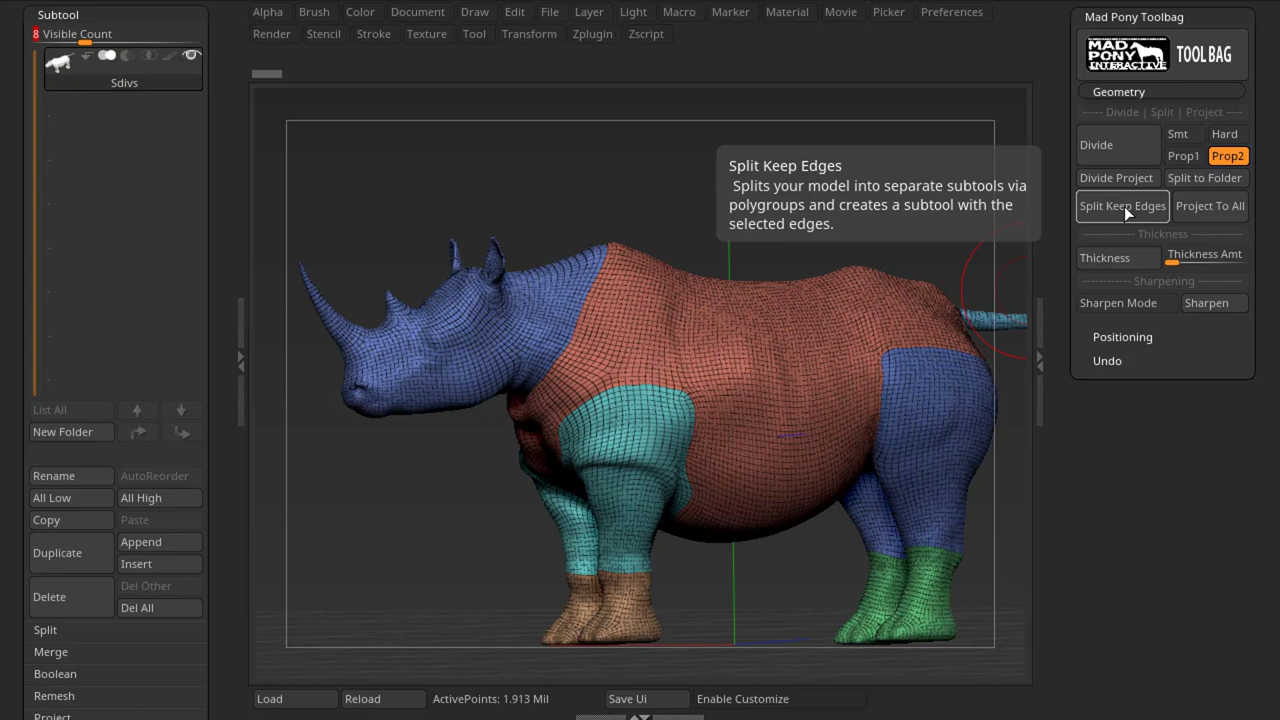 Subtool
8 Visible Count
Sdivs
List All
New Folder
Rename AutoReorder
All Low All High
Copy Paste
Duplicate
Append
Insert
Delete
Del Other
Del All
Split
Merge
Boolean
Remesh
Project
Alpha Brush Color Document Draw Edit File Layer Light Macro Marker Material Movie Picker Preferences
Render Stencil Stroke Texture Tool Transform Zplugin Zscript
Split Keep Edges
Splits your model into separate subtools via
polygroups and creates a subtool with the
selected edges.
Load Reload ActivePoints: 1.913 Mil Save Ui Enable Customize
Mad Pony Toolbag
MAD
PONY
INTERACTIVE
TOOL BAG
Geometry
----- Divide | Split | Project -----
Divide Smt Hard
Prop1 Prop2
Divide Project Split to Folder
Split Keep Edges Project To All
Thickness
Thickness Thickness Amt
Sharpening
Sharpen Mode Sharpen
Positioning
Undo